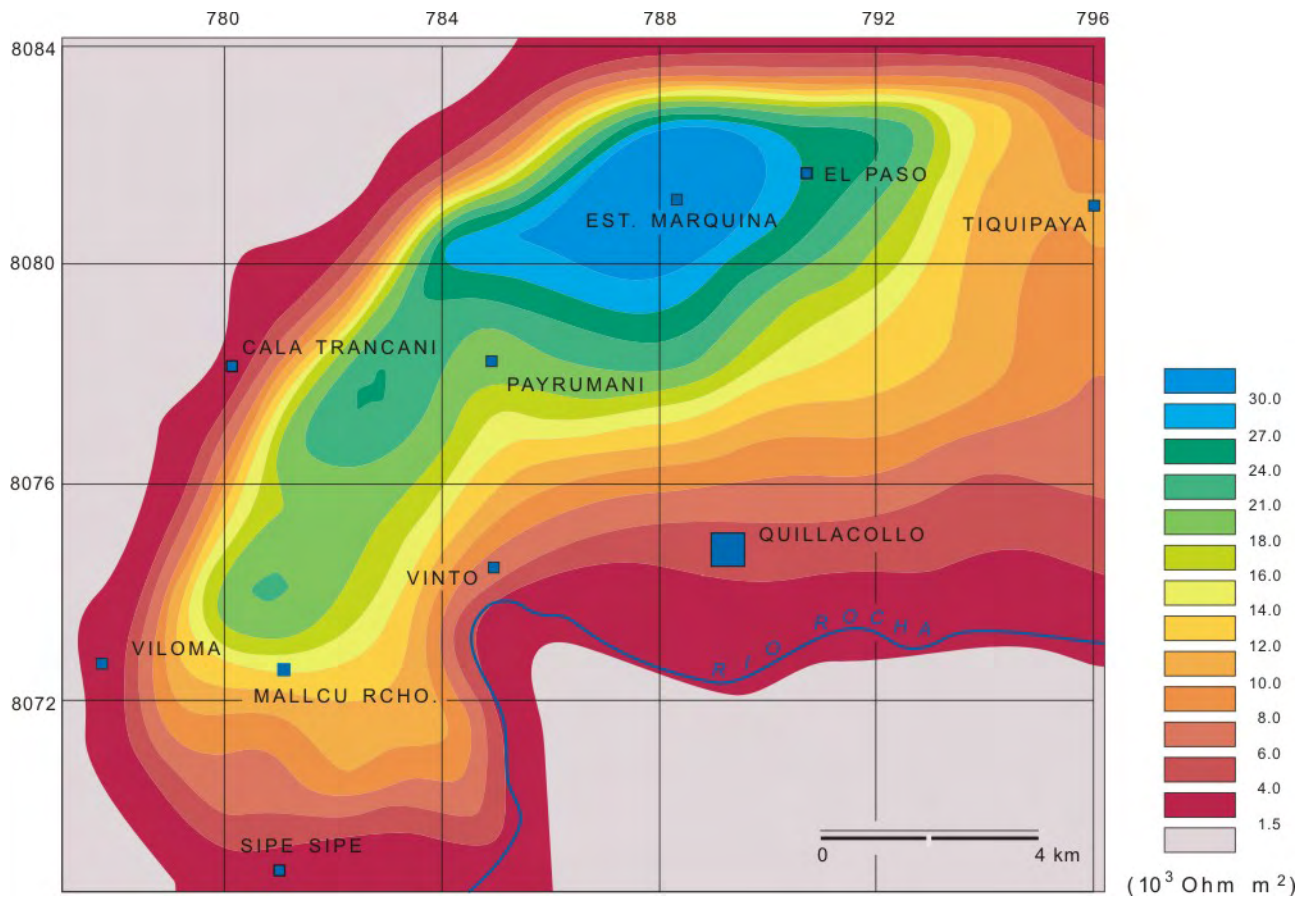 780 784 788 792 796
8084
EL PASO
EST. MARQUINA
TIQUIPAYA
8080
CALA TRANCANI
PAYRUMANI
30.0
27.0
24.0
8076
21.0
QUILLACOLLO
18.0
VINTO
16.0
14.0
RIO ROCHA
VILOMA
12.0
MALLCU RCHO.
10.0
8072
8.0
6.0
4.0
1.5
SIPE SIPE
0 4 km
(10³ Ohm m²)